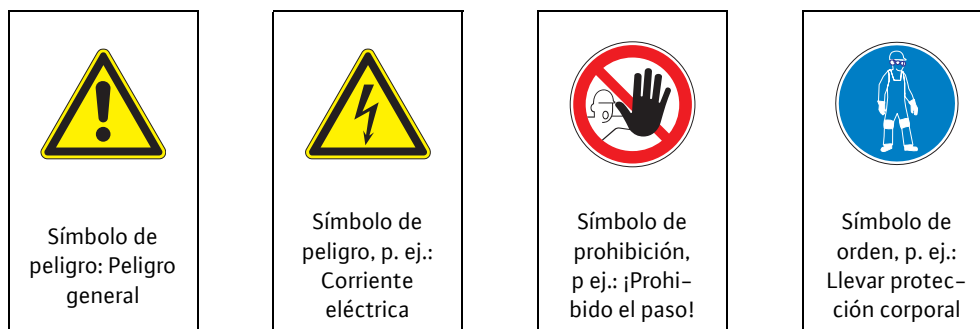 Símbolo de
peligro: Peligro
general
Símbolo de
peligro, p. ej.:
Corriente
eléctrica
Símbolo de
prohibición,
p ej.: ¡Prohi-
bido el paso!
Símbolo de
orden, p. ej.:
Llevar protec-
ción corporal